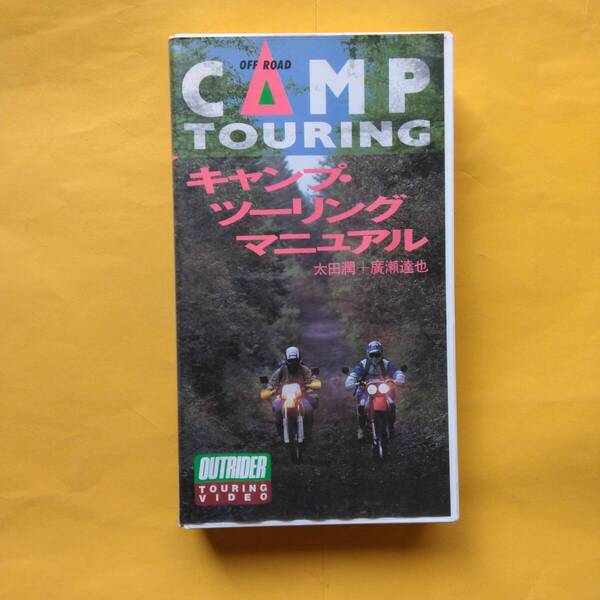 OFF ROAD
CAMP
TOURING
キャンプ・
ツーリング
マニュアル
太田潤+廣瀬達也
OUTRIDER
TOURING
VIDEO